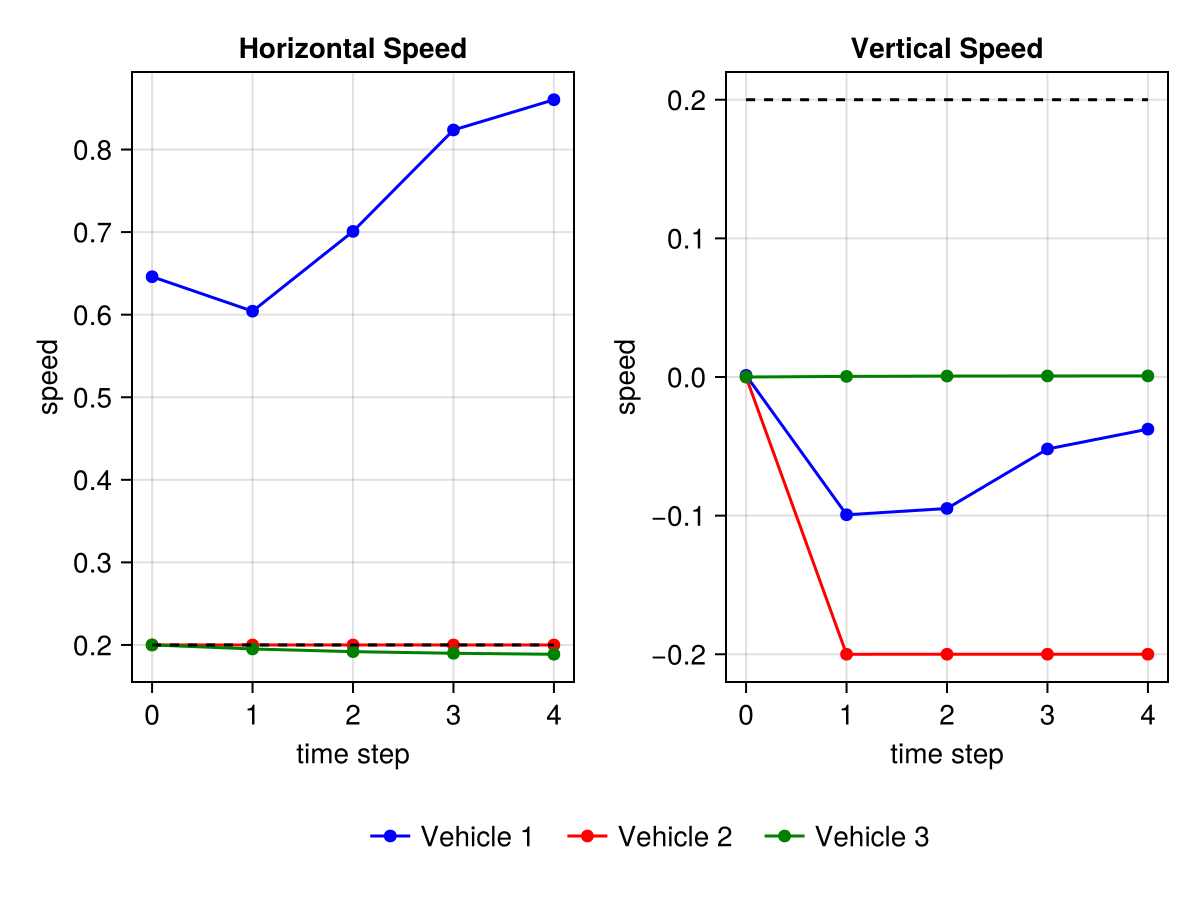 Horizontal Speed
speed
0.8
0.7
0.6
0.5
0.4
0.3
0.2
0 1 2 3 4
time step
Vertical Speed
speed
0.2
0.1
0.0
−0.1
−0.2
0 1 2 3 4
time step
Vehicle 1 Vehicle 2 Vehicle 3